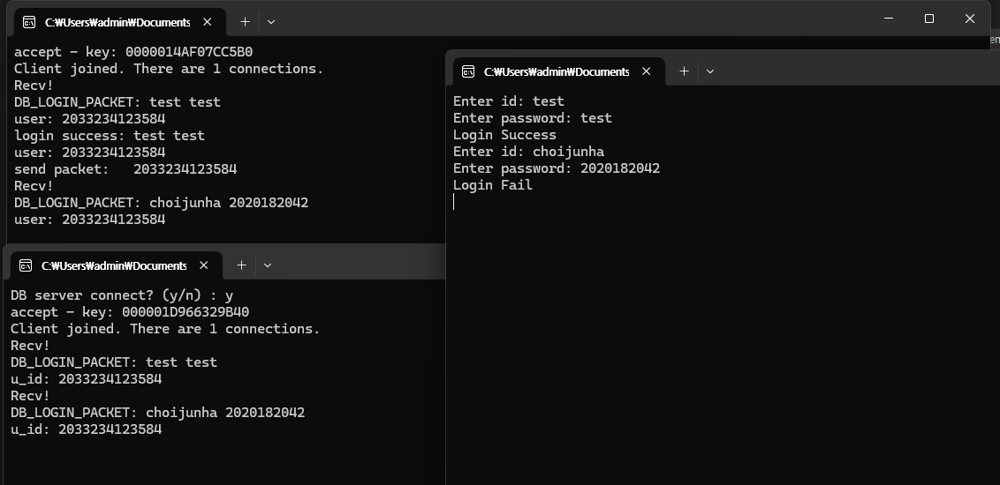 C:₩Users₩admin₩Documents
accept - key: 0000014AF07CC5B0
Client joined. There are 1 connections.
Recv!
DB_LOGIN_PACKET: test test
user: 2033234123584
login success: test test
user: 2033234123584
send packet:   2033234123584
Recv!
DB_LOGIN_PACKET: choijunha 2020182042
user: 2033234123584
C:₩Users₩admin₩Documents
Enter id: test
Enter password: test
Login Success
Enter id: choijunha
Enter password: 2020182042
Login Fail
C:₩Users₩admin₩Documents
DB server connect? (y/n) : y
accept - key: 000001D966329B40
Client joined. There are 1 connections.
Recv!
DB_LOGIN_PACKET: test test
u_id: 2033234123584
Recv!
DB_LOGIN_PACKET: choijunha 2020182042
u_id: 2033234123584